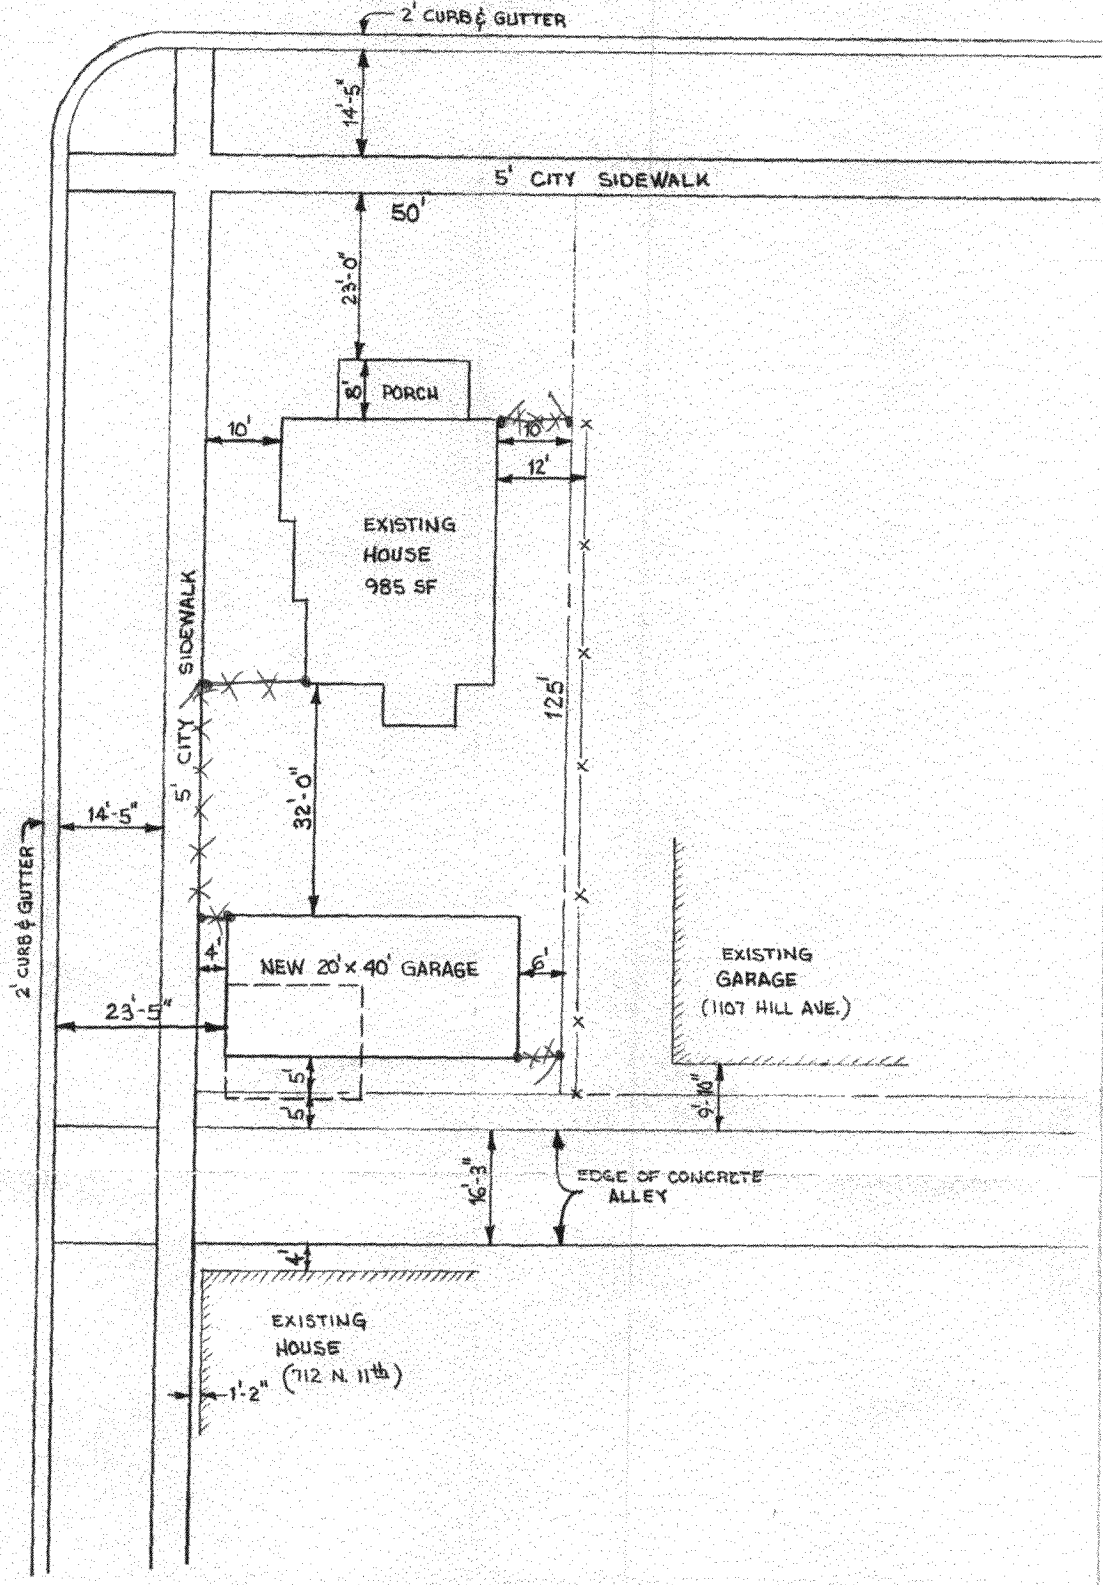 2' CURB & GUTTER
14'-5"
5' CITY SIDEWALK
50'
23'-0"
8'
PORCH
10'
10'
12'
EXISTING
HOUSE
985 SF
5' CITY SIDEWALK
125'
32'-0"
14'-5"
2' CURB & GUTTER
4'
NEW 20' x 40' GARAGE
6'
EXISTING
GARAGE
(1107 HILL AVE.)
23'-5"
5'
5'
9'-10"
16'-3"
EDGE OF CONCRETE
ALLEY
4'
EXISTING
HOUSE
(712 N. 11th)
1'-2"